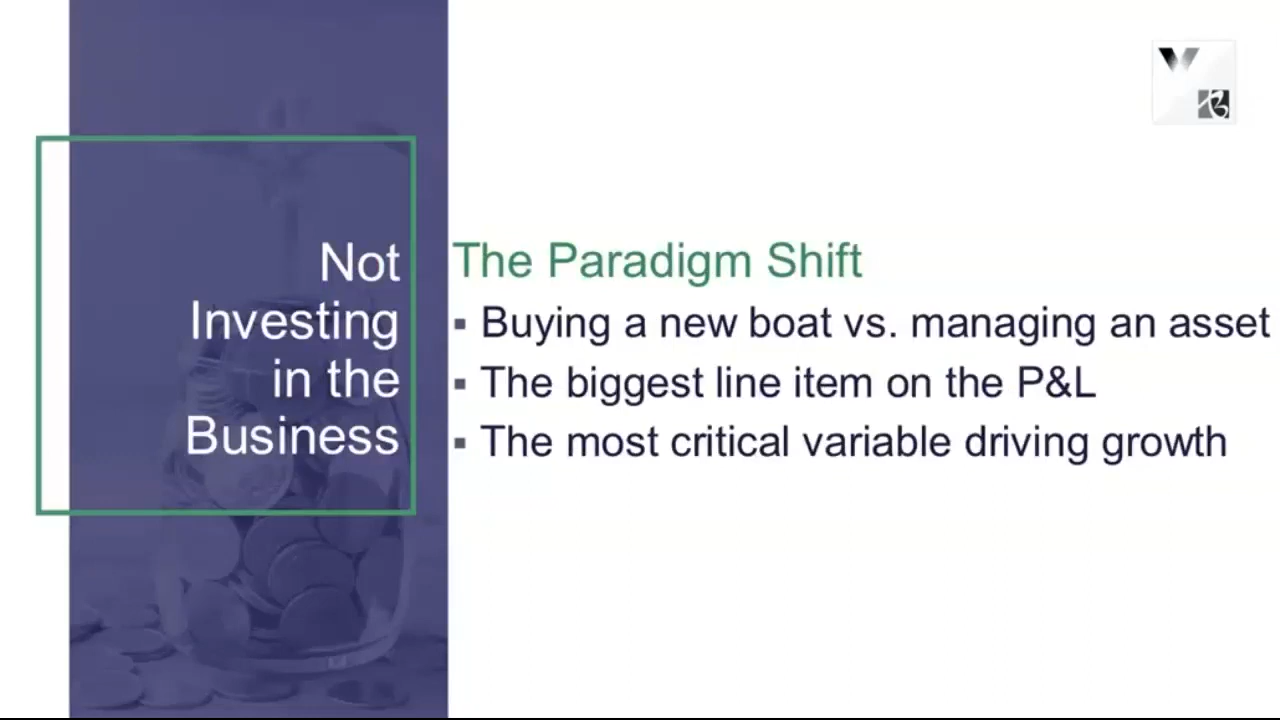 Not
Investing
in the
Business
The Paradigm Shift
▪ Buying a new boat vs. managing an asset
▪ The biggest line item on the P&L
▪ The most critical variable driving growth